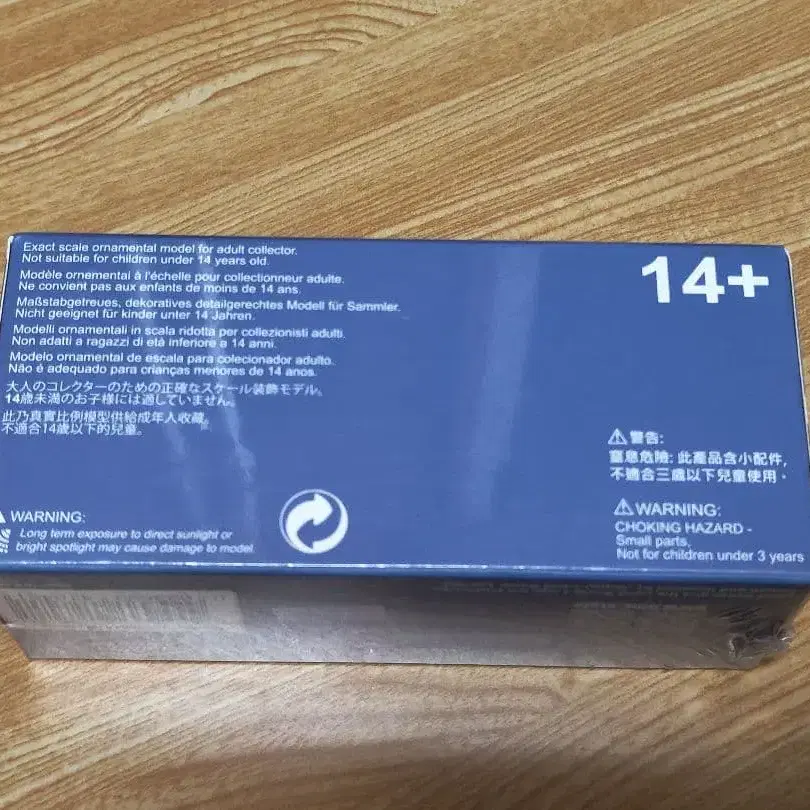 Exact scale ornamental model for adult collector.
Not suitable for children under 14 years old.
Modèle ornemental à l'échelle pour collectionneur adulte.
Ne convient pas aux enfants de moins de 14 ans.
Maßstabgetreues, dekoratives detailgerechtes Modell für Sammler.
Nicht geeignet für kinder unter 14 Jahren.
Modelli ornamentali in scala ridotta per collezionisti adulti.
Non adatti a ragazzi di età inferiore a 14 anni.
Modelo ornamental de escala para colecionador adulto.
Não é adequado para crianças menores de 14 anos.
大人のコレクターのための正確なスケール装飾モデル。
14歳未満のお子様には適していません。
此乃真實比例模型供給成年人收藏。
不適合14歲以下的兒童。
WARNING:
Long term exposure to direct sunlight or
bright spotlight may cause damage to model.
14+
⚠警告:
窒息危險: 此產品含小配件,
不適合三歲以下兒童使用。
⚠WARNING:
CHOKING HAZARD -
Small parts.
Not for children under 3 years